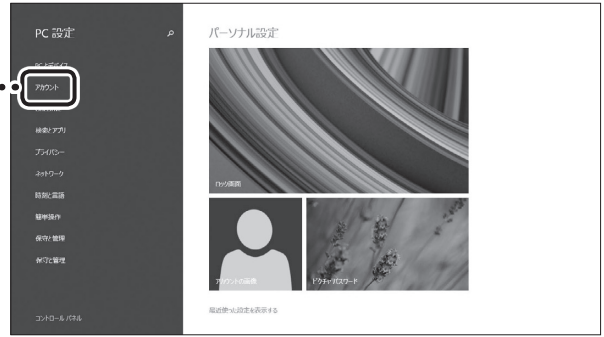 PC 設定
PC とデバイス
アカウント
検索とアプリ
プライバシー
ネットワーク
時刻と言語
簡単操作
保守と管理
保守と管理
コントロール パネル
パーソナル設定
ロック画面
アカウントの画像
ピクチャ パスワード
最近使った設定を表示する